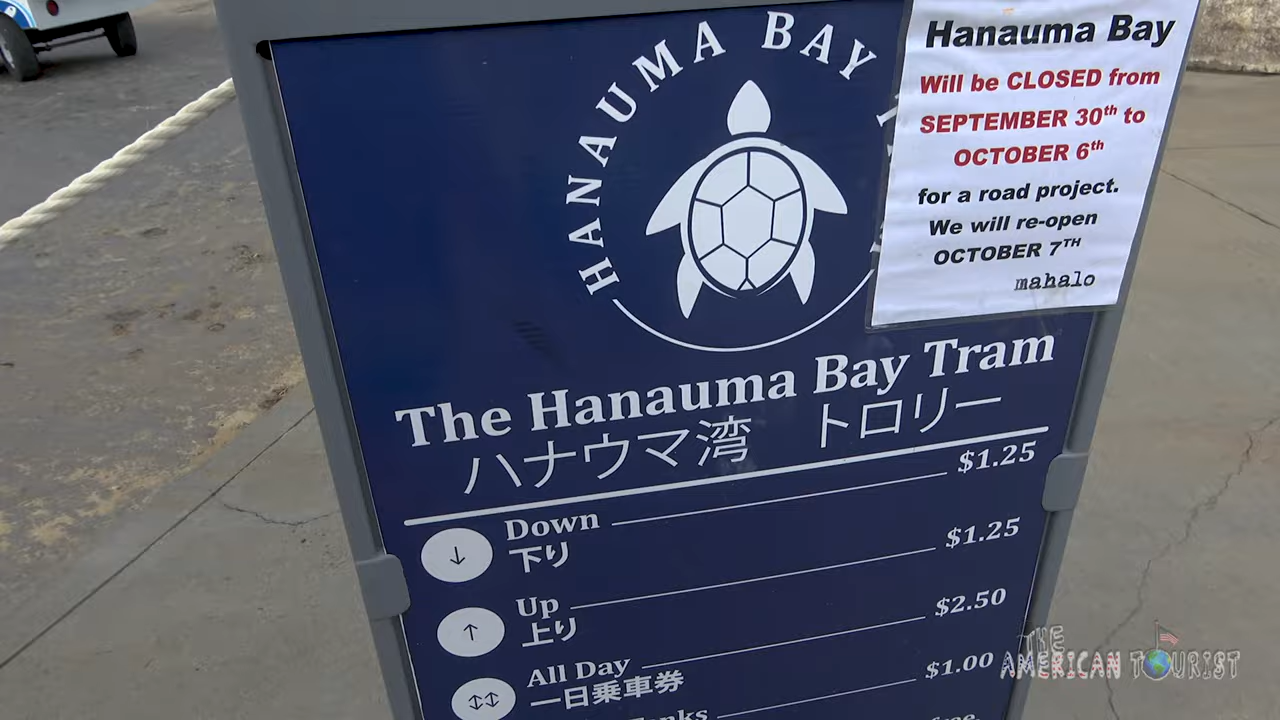 HANAUMA BAY
Hanauma Bay
Will be CLOSED from
SEPTEMBER 30th to
OCTOBER 6th
for a road project.
We will re-open
OCTOBER 7TH
mahalo
The Hanauma Bay Tram
ハナウマ湾 トロリー
Down $1.25
下り
Up $1.25
上り
All Day $2.50
一日乗車券
$1.00
free
THE
AMERICAN TOURIST